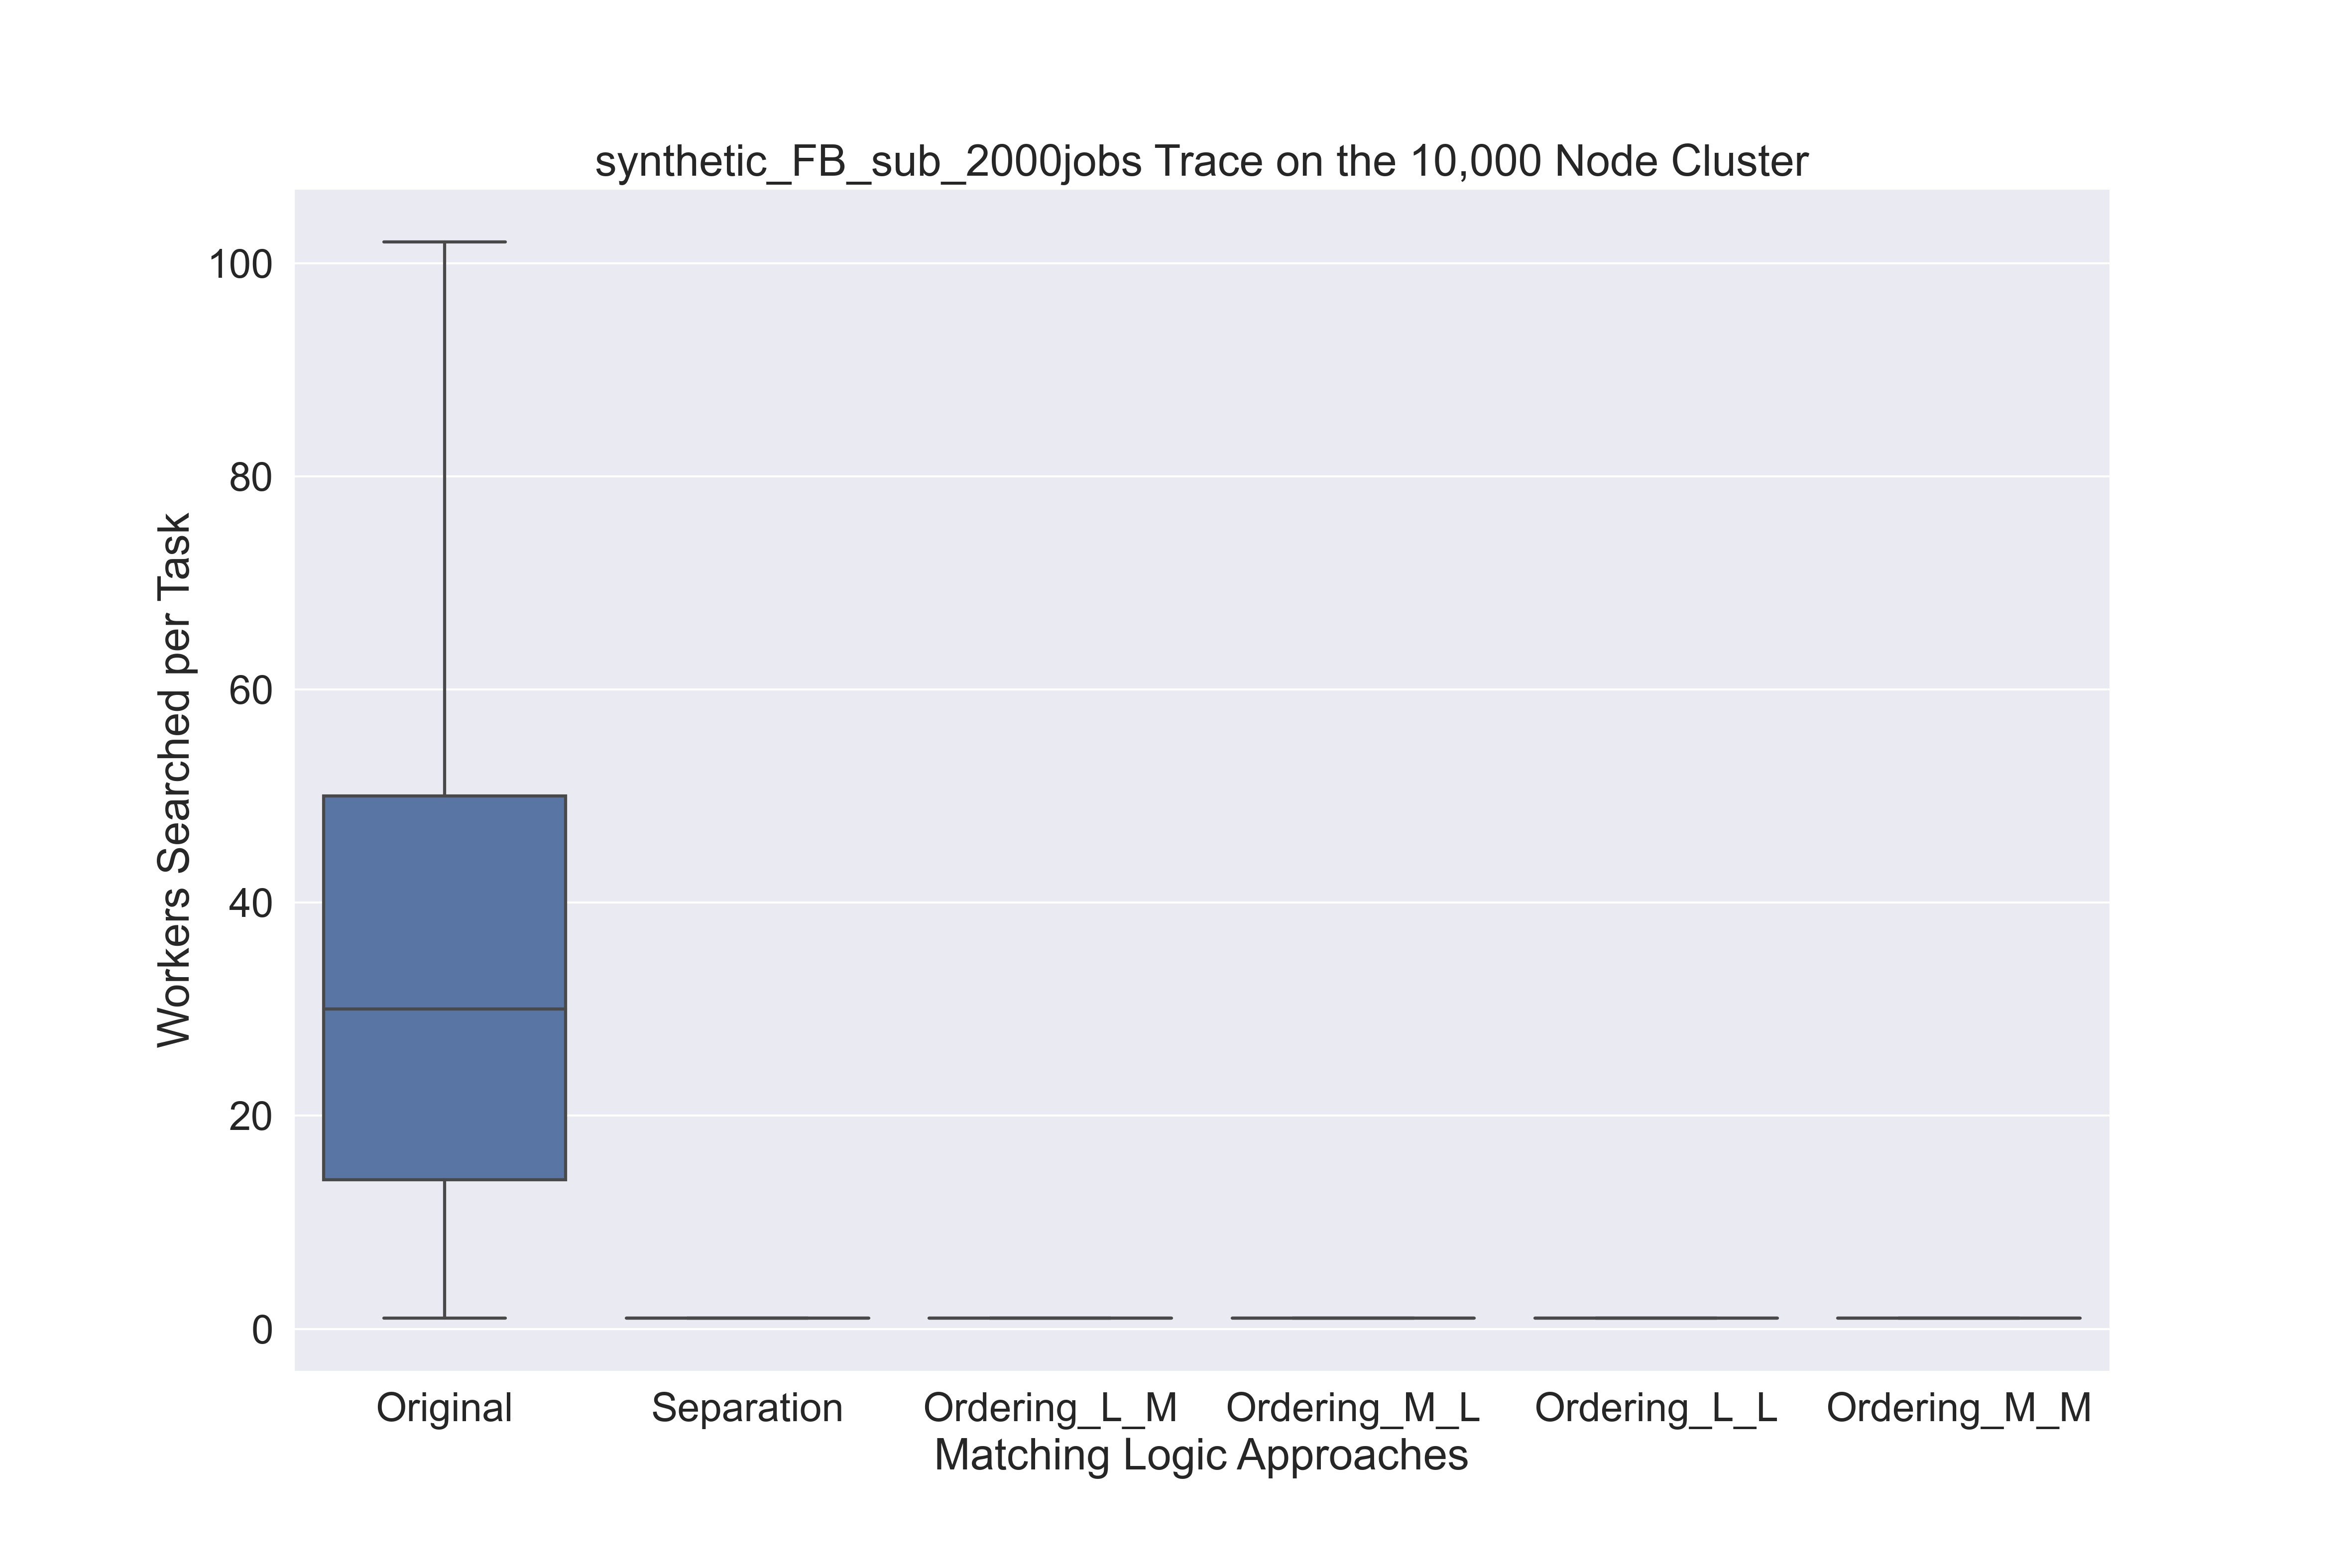 synthetic_FB_sub_2000jobs Trace on the 10,000 Node Cluster
Workers Searched per Task
100
80
60
40
20
0
Original Separation Ordering_L_M Ordering_M_L Ordering_L_L Ordering_M_M
Matching Logic Approaches